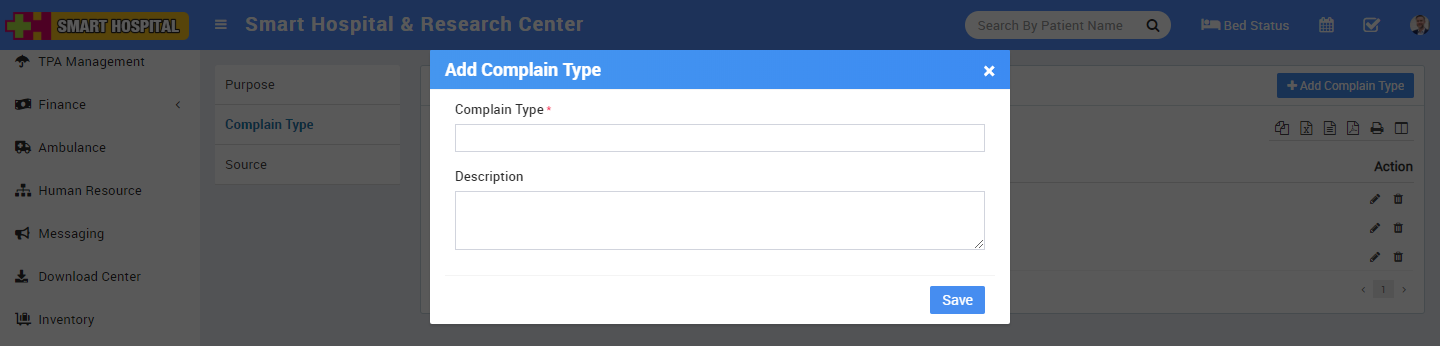 SMART HOSPITAL
Smart Hospital & Research Center
Search By Patient Name
Bed Status
TPA Management
Finance
Ambulance
Human Resource
Messaging
Download Center
Inventory
Purpose
Complain Type
Source
Add Complain Type
Action
1
Add Complain Type ×
Complain Type *
Description
Save